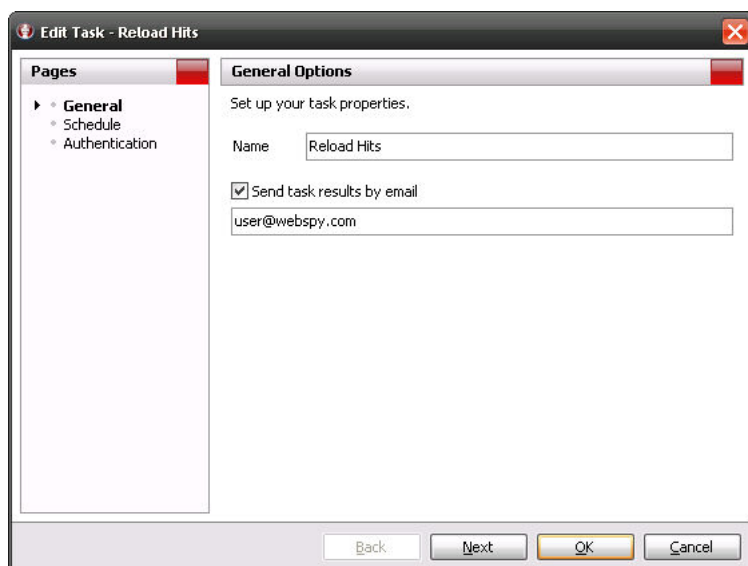 Edit Task - Reload Hits
Pages
General
Schedule
Authentication
General Options
Set up your task properties.
Name Reload Hits
Send task results by email
user@webspy.com
Back Next OK Cancel